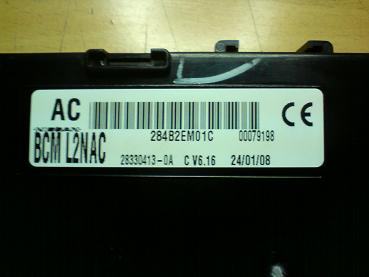 AC
284B2EM01C 00079198 CE
BCM L2NAC
28330413-0A C V6.16 24/01/08